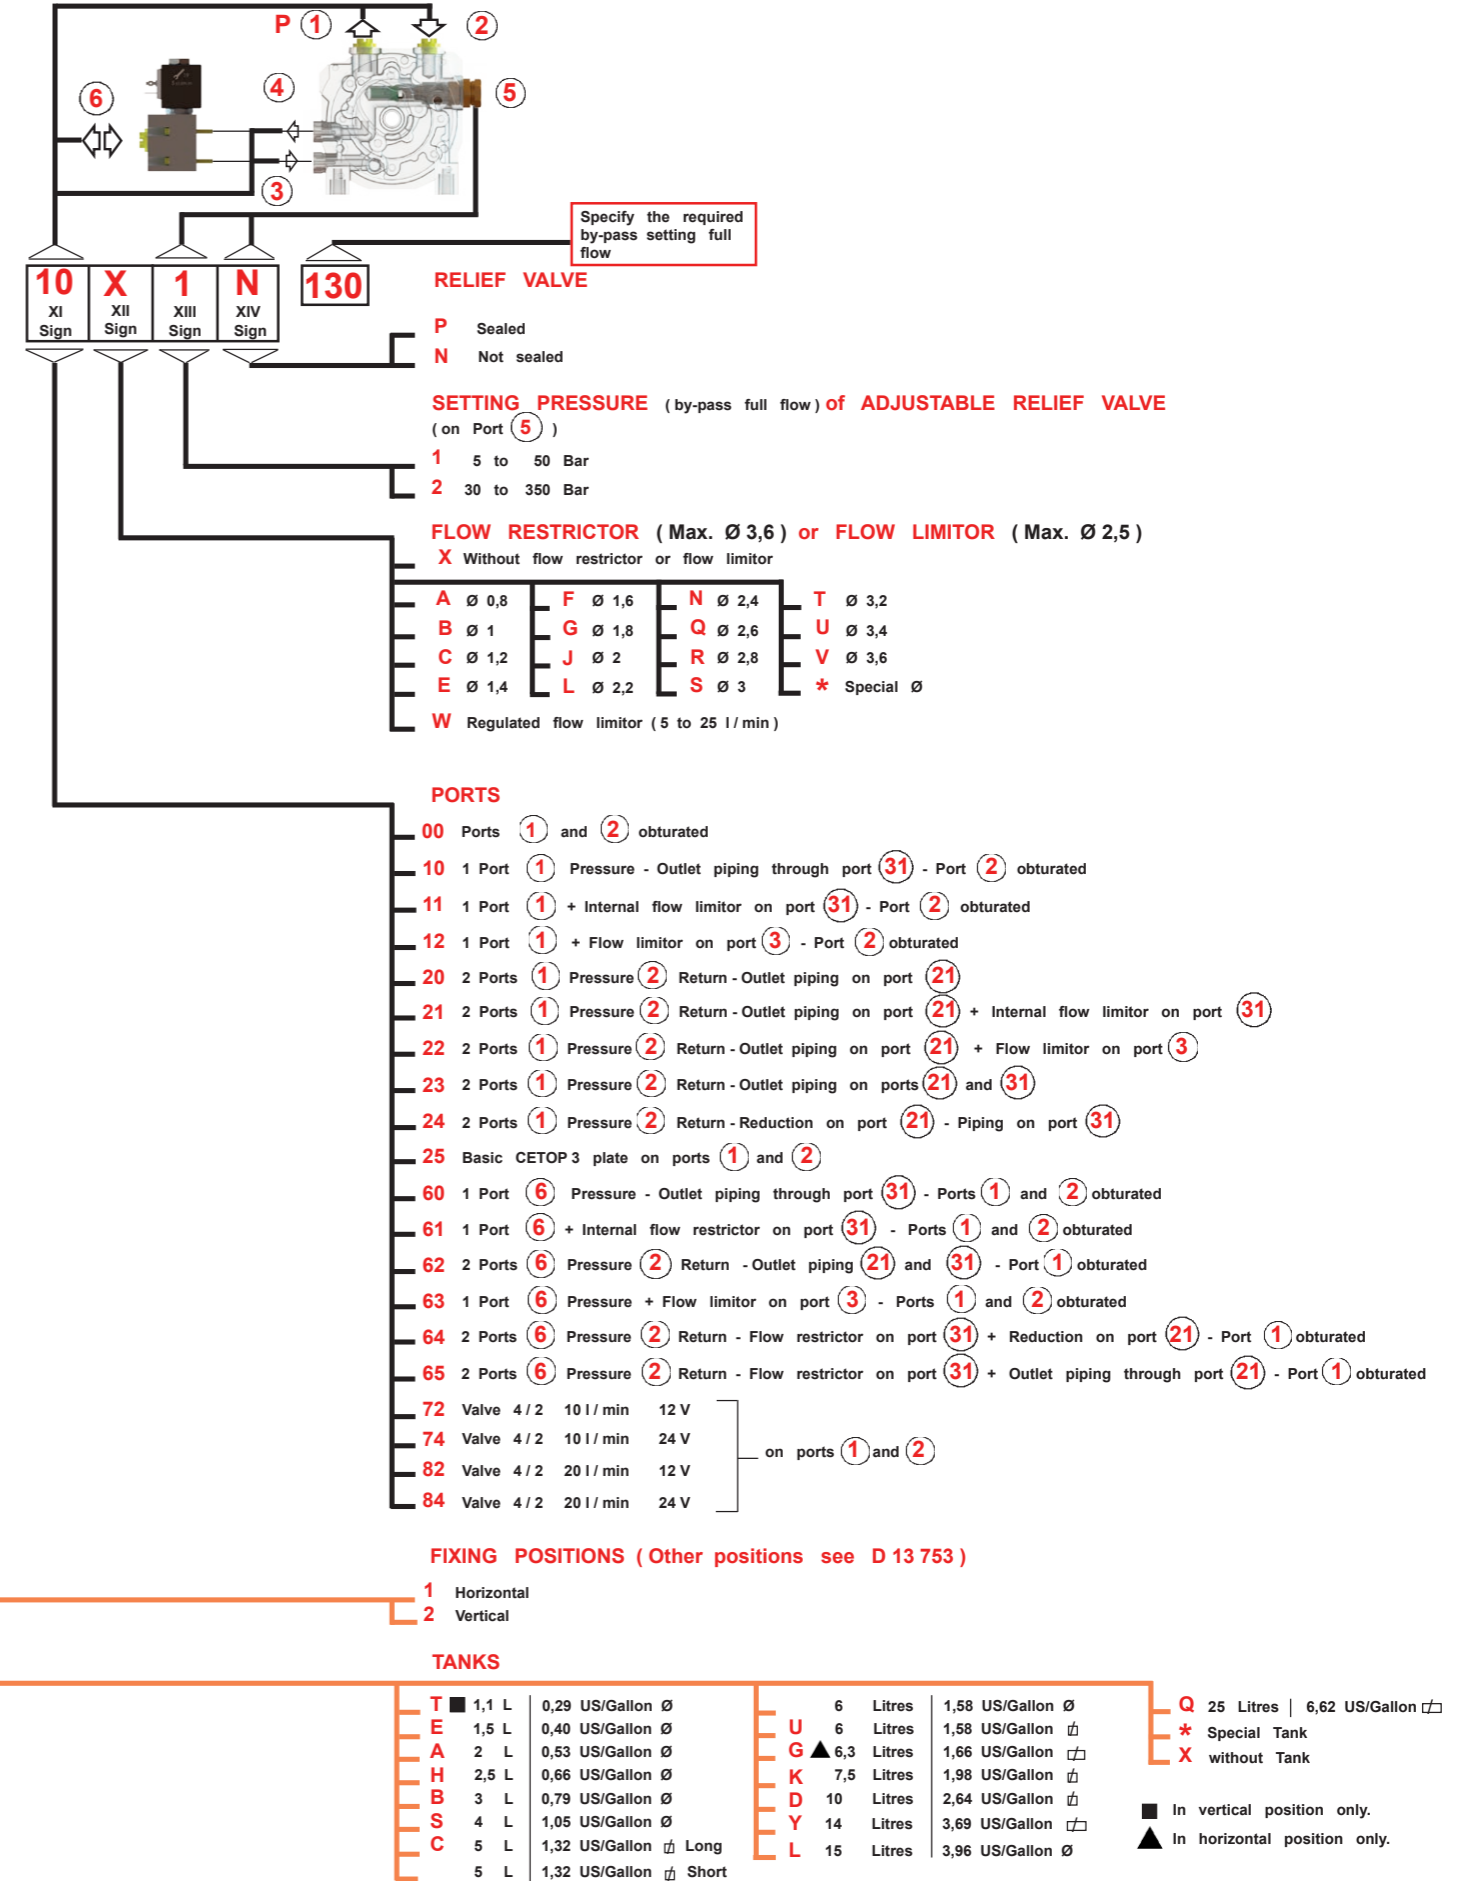 P 1 2
4
6 5
3
Specify the required
by-pass setting full
flow
10 X 1 N 130
XI XII XIII XIV
Sign Sign Sign Sign
RELIEF VALVE
P Sealed
N Not sealed
SETTING PRESSURE ( by-pass full flow ) of ADJUSTABLE RELIEF VALVE
( on Port 5 )
1 5 to 50 Bar
2 30 to 350 Bar
FLOW RESTRICTOR ( Max. Ø 3,6 ) or FLOW LIMITOR ( Max. Ø 2,5 )
X Without flow restrictor or flow limitor
A Ø 0,8 F Ø 1,6 N Ø 2,4 T Ø 3,2
B Ø 1 G Ø 1,8 Q Ø 2,6 U Ø 3,4
C Ø 1,2 J Ø 2 R Ø 2,8 V Ø 3,6
E Ø 1,4 L Ø 2,2 S Ø 3 * Special Ø
W Regulated flow limitor ( 5 to 25 l / min )
PORTS
00 Ports 1 and 2 obturated
10 1 Port 1 Pressure - Outlet piping through port 31 - Port 2 obturated
11 1 Port 1 + Internal flow limitor on port 31 - Port 2 obturated
12 1 Port 1 + Flow limitor on port 3 - Port 2 obturated
20 2 Ports 1 Pressure 2 Return - Outlet piping on port 21
21 2 Ports 1 Pressure 2 Return - Outlet piping on port 21 + Internal flow limitor on port 31
22 2 Ports 1 Pressure 2 Return - Outlet piping on port 21 + Flow limitor on port 3
23 2 Ports 1 Pressure 2 Return - Outlet piping on ports 21 and 31
24 2 Ports 1 Pressure 2 Return - Reduction on port 21 - Piping on port 31
25 Basic CETOP 3 plate on ports 1 and 2
60 1 Port 6 Pressure - Outlet piping through port 31 - Ports 1 and 2 obturated
61 1 Port 6 + Internal flow restrictor on port 31 - Ports 1 and 2 obturated
62 2 Ports 6 Pressure 2 Return - Outlet piping 21 and 31 - Port 1 obturated
63 1 Port 6 Pressure + Flow limitor on port 3 - Ports 1 and 2 obturated
64 2 Ports 6 Pressure 2 Return - Flow restrictor on port 31 + Reduction on port 21 - Port 1 obturated
65 2 Ports 6 Pressure 2 Return - Flow restrictor on port 31 + Outlet piping through port 21 - Port 1 obturated
72 Valve 4 / 2 10 l / min 12 V
74 Valve 4 / 2 10 l / min 24 V
on ports 1 and 2
82 Valve 4 / 2 20 l / min 12 V
84 Valve 4 / 2 20 l / min 24 V
FIXING POSITIONS ( Other positions see D 13 753 )
1 Horizontal
2 Vertical
TANKS
T ■ 1,1 L 0,29 US/Gallon Ø
E 1,5 L 0,40 US/Gallon Ø
A 2 L 0,53 US/Gallon Ø
H 2,5 L 0,66 US/Gallon Ø
B 3 L 0,79 US/Gallon Ø
S 4 L 1,05 US/Gallon Ø
C 5 L 1,32 US/Gallon Long
5 L 1,32 US/Gallon Short
6 Litres 1,58 US/Gallon Ø
U 6 Litres 1,58 US/Gallon
G ▲ 6,3 Litres 1,66 US/Gallon
K 7,5 Litres 1,98 US/Gallon
D 10 Litres 2,64 US/Gallon
Y 14 Litres 3,69 US/Gallon
L 15 Litres 3,96 US/Gallon Ø
Q 25 Litres 6,62 US/Gallon
* Special Tank
X without Tank
■ In vertical position only.
▲ In horizontal position only.